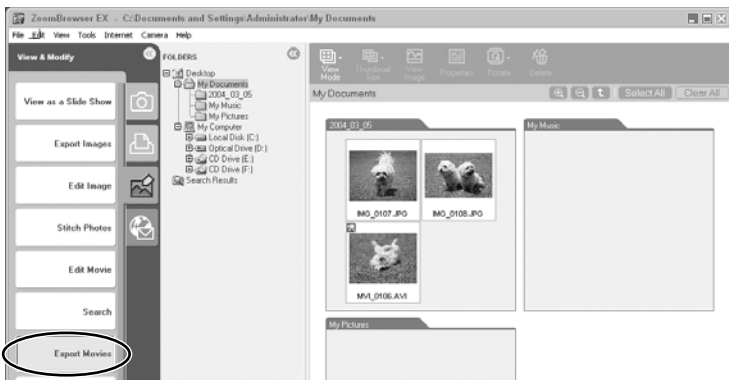 ZoomBrowser EX - C:\Documents and Settings\Administrator\My Documents
File Edit View Tools Internet Camera Help
View & Modify
View as a Slide Show
Export Images
Edit Image
Stitch Photos
Edit Movie
Search
Export Movies
FOLDERS
Desktop
My Documents
2004_03_05
My Music
My Pictures
My Computer
Local Disk (C:)
Optical Drive (D:)
CD Drive (E:)
CD Drive (F:)
Search Results
View Mode
Thumbnail Size
View Image
Properties
Rotate
Delete
My Documents
Select All
Clear All
2004_03_05
My Music
IMG_0107.JPG
IMG_0108.JPG
MVI_0106.AVI
My Pictures